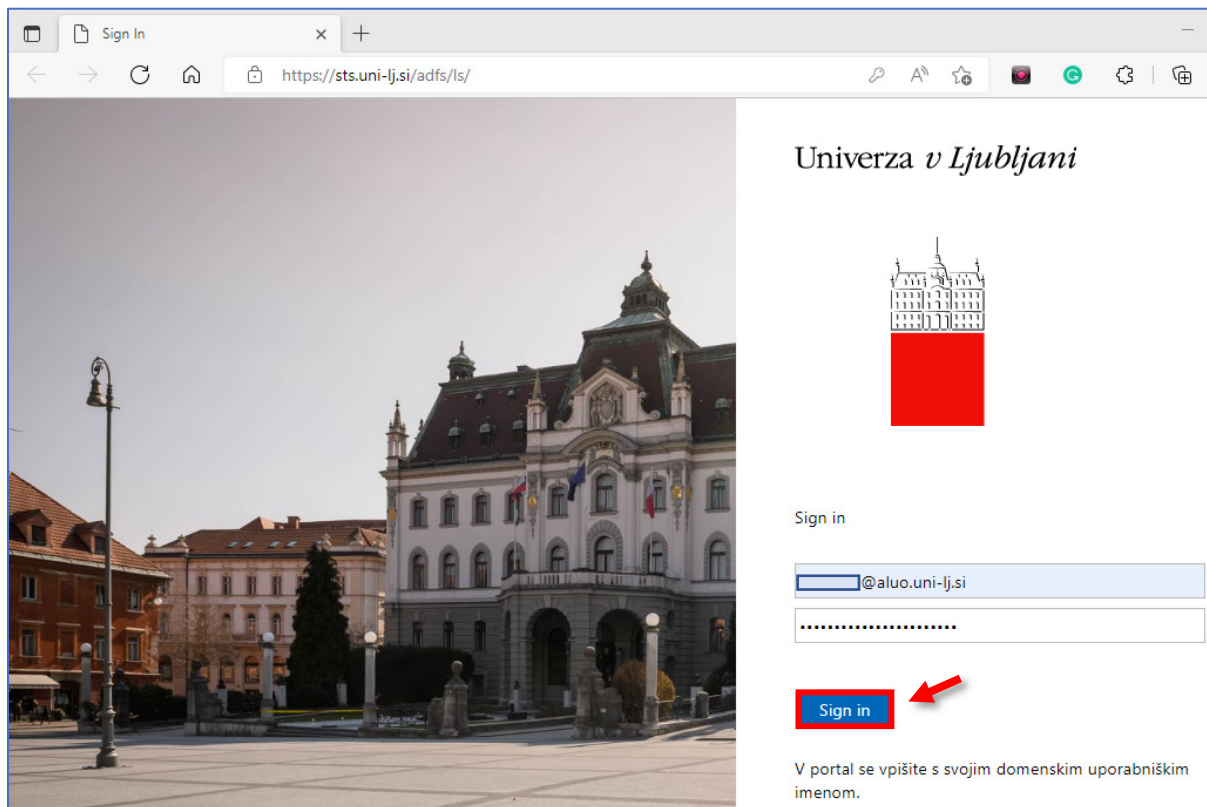 Sign In
https://sts.uni-lj.si/adfs/ls/
Univerza v Ljubljani
Sign in
@aluo.uni-lj.si
Sign in
V portal se vpišite s svojim domenskim uporabniškim
imenom.